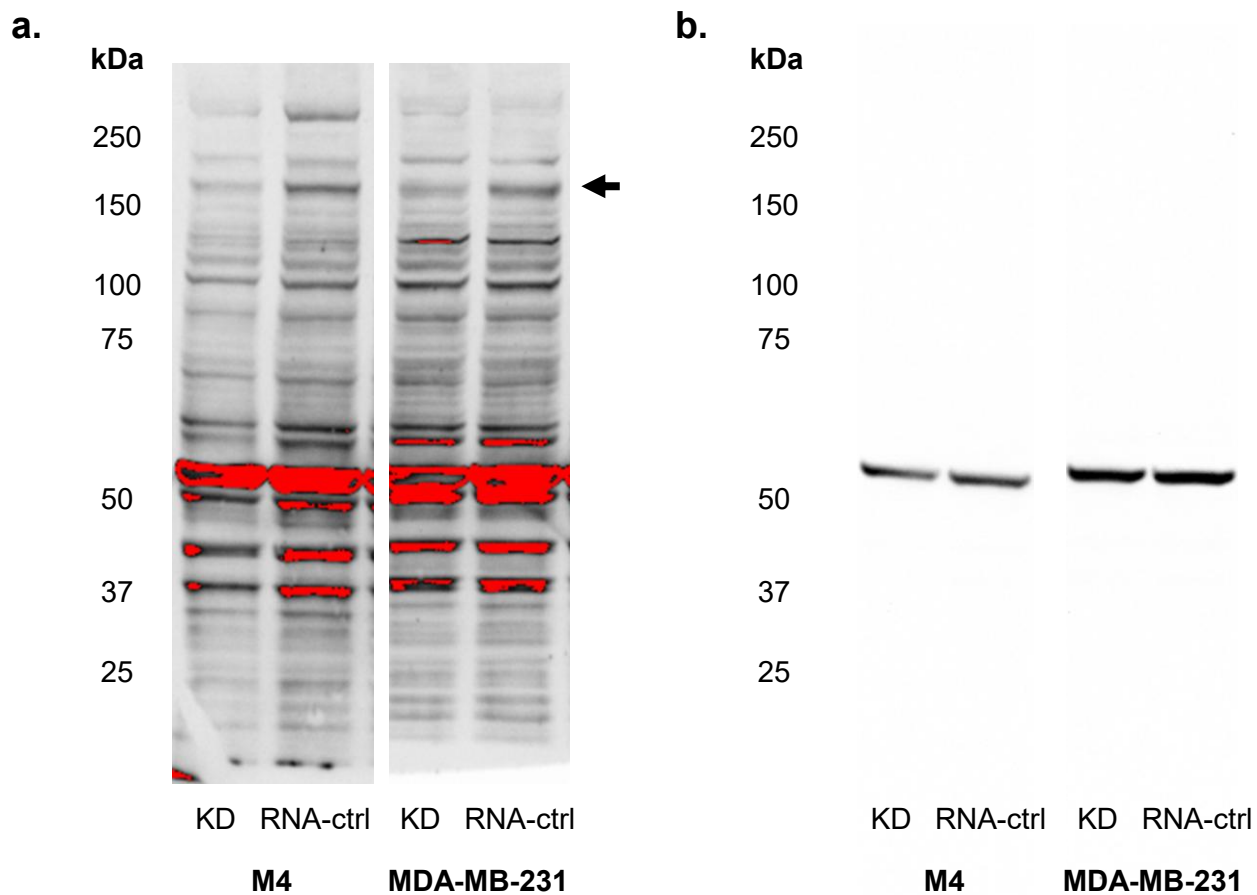 a.
kDa
250
150
100
75
50
37
25
KD RNA-ctrl KD RNA-ctrl
M4 MDA-MB-231
b.
kDa
250
150
100
75
50
37
25
KD RNA-ctrl KD RNA-ctrl
M4 MDA-MB-231